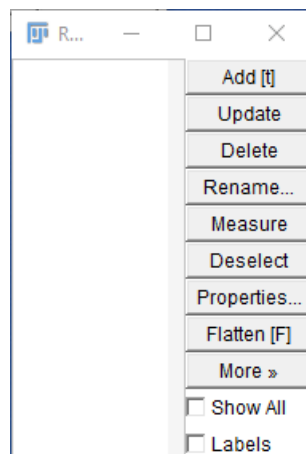 R...
Add [t]
Update
Delete
Rename...
Measure
Deselect
Properties...
Flatten [F]
More »
Show All
Labels